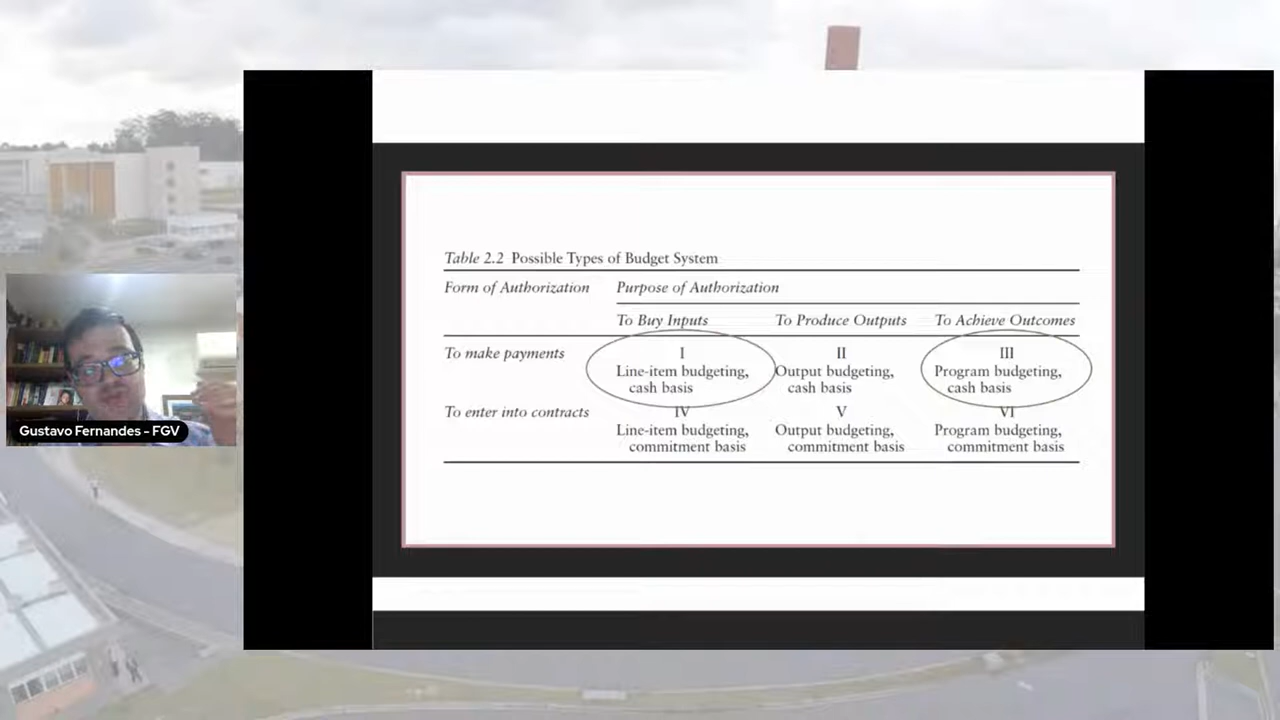 Table 2.2 Possible Types of Budget System
Form of Authorization Purpose of Authorization
To Buy Inputs To Produce Outputs To Achieve Outcomes
To make payments I II III
Line-item budgeting, Output budgeting, Program budgeting,
cash basis cash basis cash basis
To enter into contracts IV V VI
Line-item budgeting, Output budgeting, Program budgeting,
commitment basis commitment basis commitment basis
Gustavo Fernandes - FGV